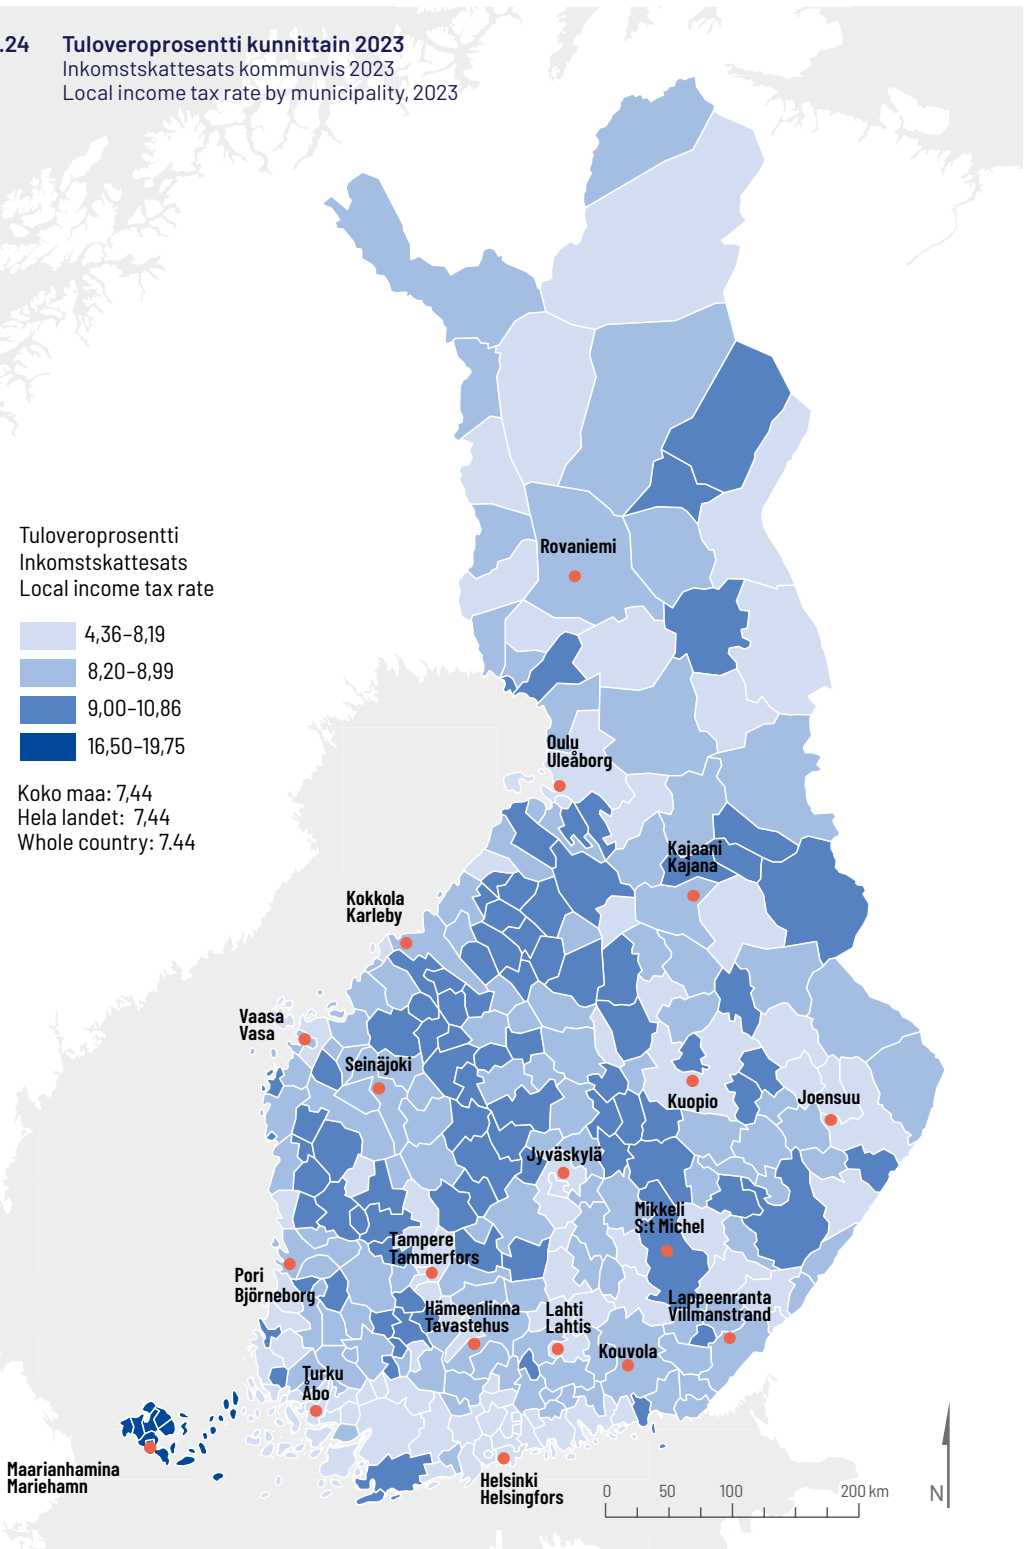 .24 Tuloveroprosentti kunnittain 2023
Inkomstskattesats kommunvis 2023
Local income tax rate by municipality, 2023
Tuloveroprosentti
Inkomstskattesats
Local income tax rate
4,36–8,19
8,20–8,99
9,00–10,86
16,50–19,75
Koko maa: 7,44
Hela landet: 7,44
Whole country: 7.44
Rovaniemi
Oulu
Uleåborg
Kajaani
Kajana
Kokkola
Karleby
Vaasa
Vasa
Seinäjoki
Kuopio
Joensuu
Jyväskylä
Mikkeli
S:t Michel
Tampere
Tammerfors
Pori
Björneborg
Hämeenlinna
Tavastehus
Lahti
Lahtis
Lappeenranta
Villmanstrand
Kouvola
Turku
Åbo
Maarianhamina
Mariehamn
Helsinki
Helsingfors
0 50 100 200 km
N